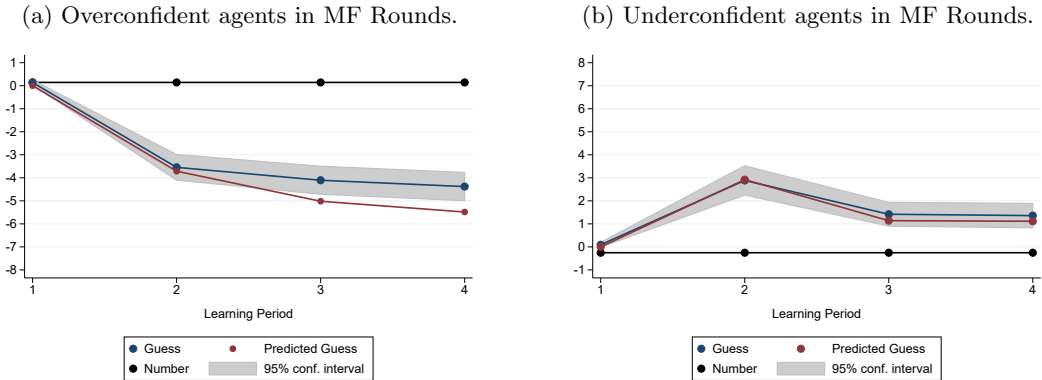 (a) Overconfident agents in MF Rounds.
1
0
-1
-2
-3
-4
-5
-6
-7
-8
1 2 3 4
Learning Period
Guess Predicted Guess
Number 95% conf. interval
(b) Underconfident agents in MF Rounds.
8
7
6
5
4
3
2
1
0
-1
1 2 3 4
Learning Period
Guess Predicted Guess
Number 95% conf. interval